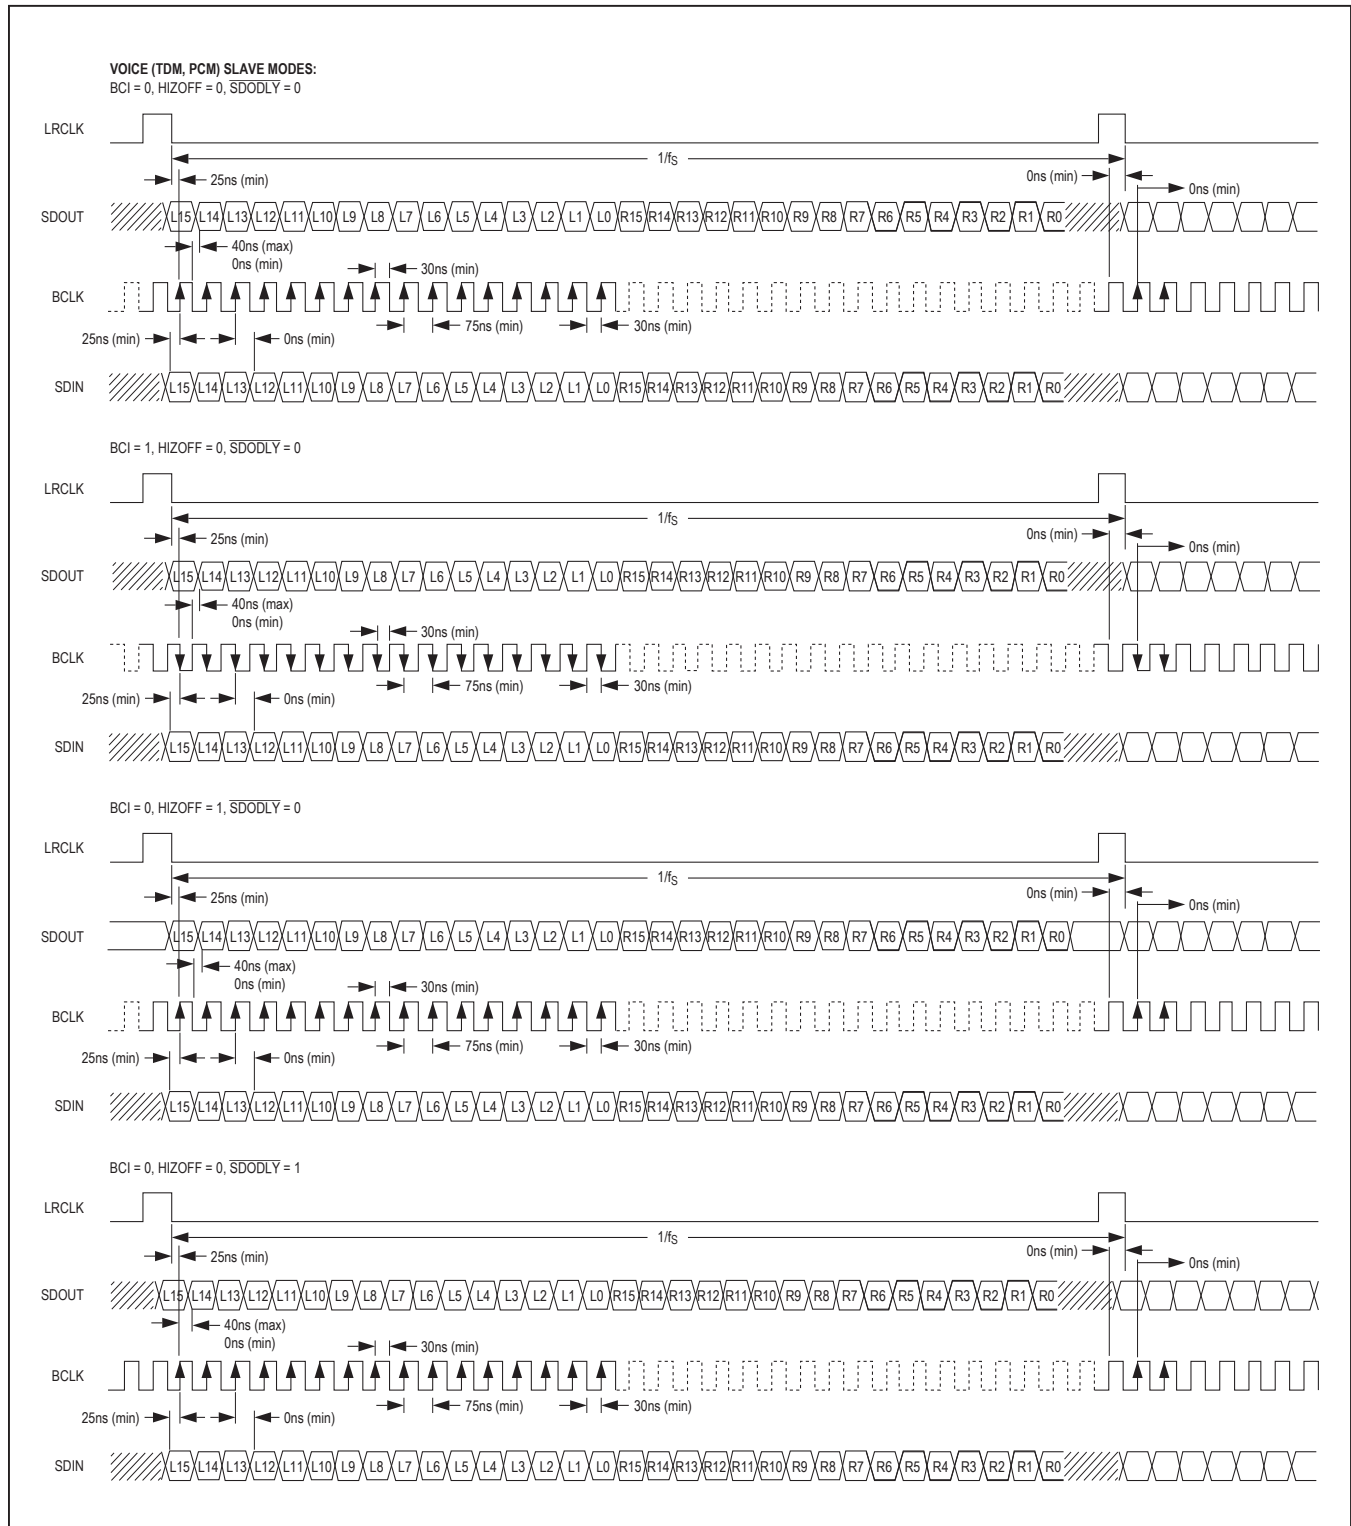 VOICE (TDM, PCM) SLAVE MODES:
BCI = 0, HIZOFF = 0, SDODLY = 0
LRCLK
1/fS
25ns (min)
0ns (min)
0ns (min)
SDOUT
L15 L14 L13 L12 L11 L10 L9 L8 L7 L6 L5 L4 L3 L2 L1 L0 R15 R14 R13 R12 R11 R10 R9 R8 R7 R6 R5 R4 R3 R2 R1 R0
40ns (max)
0ns (min)
30ns (min)
BCLK
25ns (min)
0ns (min)
75ns (min)
30ns (min)
SDIN
L15 L14 L13 L12 L11 L10 L9 L8 L7 L6 L5 L4 L3 L2 L1 L0 R15 R14 R13 R12 R11 R10 R9 R8 R7 R6 R5 R4 R3 R2 R1 R0
BCI = 1, HIZOFF = 0, SDODLY = 0
LRCLK
1/fS
25ns (min)
0ns (min)
0ns (min)
SDOUT
L15 L14 L13 L12 L11 L10 L9 L8 L7 L6 L5 L4 L3 L2 L1 L0 R15 R14 R13 R12 R11 R10 R9 R8 R7 R6 R5 R4 R3 R2 R1 R0
40ns (max)
0ns (min)
30ns (min)
BCLK
25ns (min)
0ns (min)
75ns (min)
30ns (min)
SDIN
L15 L14 L13 L12 L11 L10 L9 L8 L7 L6 L5 L4 L3 L2 L1 L0 R15 R14 R13 R12 R11 R10 R9 R8 R7 R6 R5 R4 R3 R2 R1 R0
BCI = 0, HIZOFF = 1, SDODLY = 0
LRCLK
1/fS
25ns (min)
0ns (min)
0ns (min)
SDOUT
L15 L14 L13 L12 L11 L10 L9 L8 L7 L6 L5 L4 L3 L2 L1 L0 R15 R14 R13 R12 R11 R10 R9 R8 R7 R6 R5 R4 R3 R2 R1 R0
40ns (max)
0ns (min)
30ns (min)
BCLK
25ns (min)
0ns (min)
75ns (min)
30ns (min)
SDIN
L15 L14 L13 L12 L11 L10 L9 L8 L7 L6 L5 L4 L3 L2 L1 L0 R15 R14 R13 R12 R11 R10 R9 R8 R7 R6 R5 R4 R3 R2 R1 R0
BCI = 0, HIZOFF = 0, SDODLY = 1
LRCLK
1/fS
25ns (min)
0ns (min)
0ns (min)
SDOUT
L15 L14 L13 L12 L11 L10 L9 L8 L7 L6 L5 L4 L3 L2 L1 L0 R15 R14 R13 R12 R11 R10 R9 R8 R7 R6 R5 R4 R3 R2 R1 R0
40ns (max)
0ns (min)
30ns (min)
BCLK
25ns (min)
0ns (min)
75ns (min)
30ns (min)
SDIN
L15 L14 L13 L12 L11 L10 L9 L8 L7 L6 L5 L4 L3 L2 L1 L0 R15 R14 R13 R12 R11 R10 R9 R8 R7 R6 R5 R4 R3 R2 R1 R0